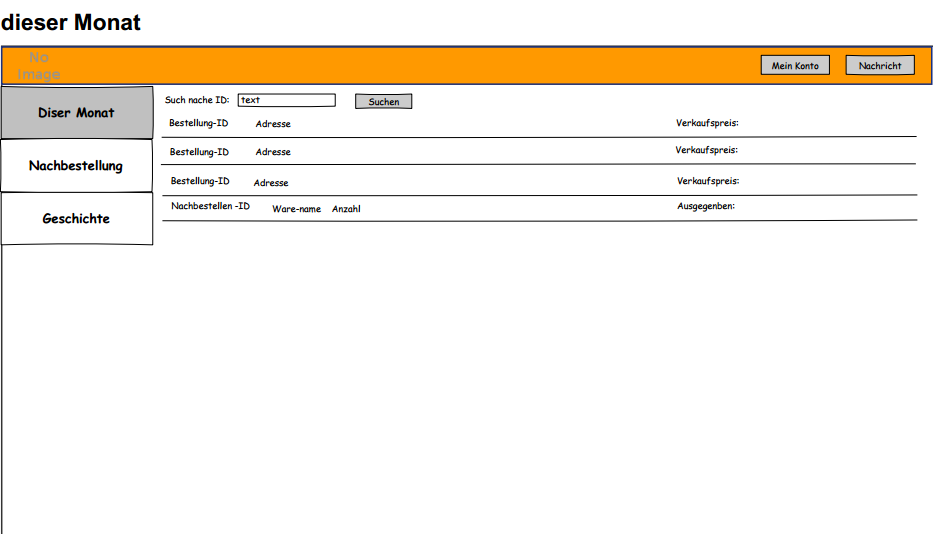 dieser Monat
No
Image
Mein Konto Nachricht
Diser Monat
Nachbestellung
Geschichte
Such nache ID: text Suchen
Bestellung-ID Adresse Verkaufspreis:
Bestellung-ID Adresse Verkaufspreis:
Bestellung-ID Adresse Verkaufspreis:
Nachbestellen -ID Ware-name Anzahl Ausgegenben: